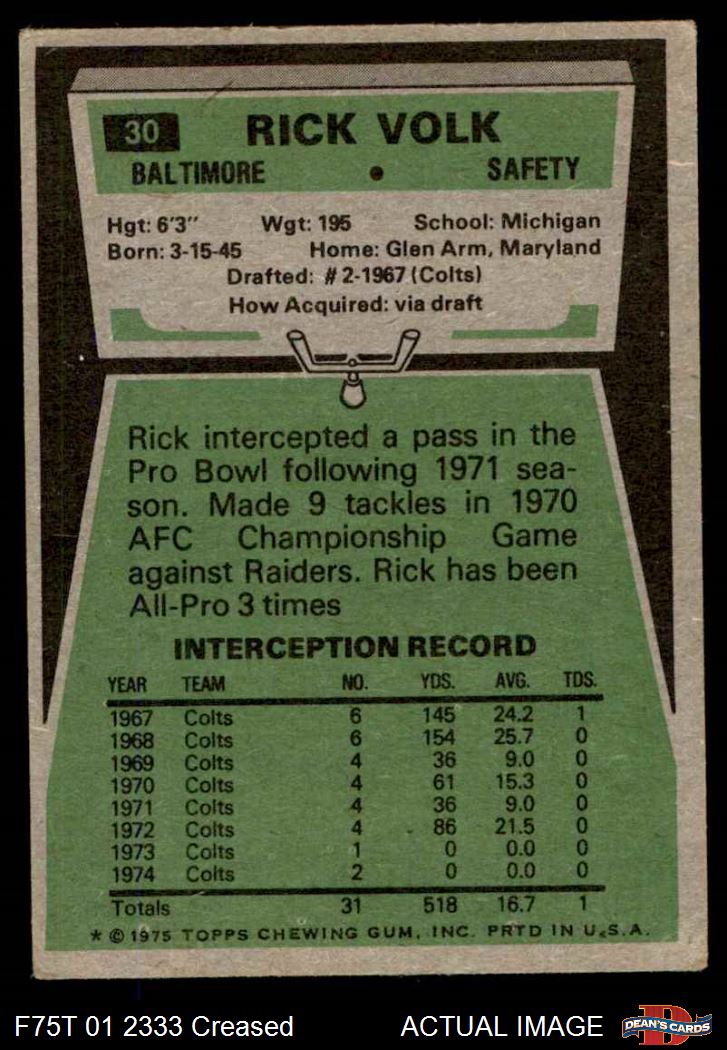 30 RICK VOLK
BALTIMORE • SAFETY
Hgt: 6'3" Wgt: 195 School: Michigan
Born: 3-15-45 Home: Glen Arm, Maryland
Drafted: #2-1967 (Colts)
How Acquired: via draft
Rick intercepted a pass in the
Pro Bowl following 1971 sea-
son. Made 9 tackles in 1970
AFC Championship Game
against Raiders. Rick has been
All-Pro 3 times
INTERCEPTION RECORD
YEAR TEAM NO. YDS. AVG. TDS.
1967 Colts 6 145 24.2 1
1968 Colts 6 154 25.7 0
1969 Colts 4 36 9.0 0
1970 Colts 4 61 15.3 0
1971 Colts 4 36 9.0 0
1972 Colts 4 86 21.5 0
1973 Colts 1 0 0.0 0
1974 Colts 2 0 0.0 0
Totals 31 518 16.7 1
* © 1975 TOPPS CHEWING GUM, INC. PRTD IN U.S.A.
F75T 01 2333 Creased ACTUAL IMAGE D DEAN'S CARDS